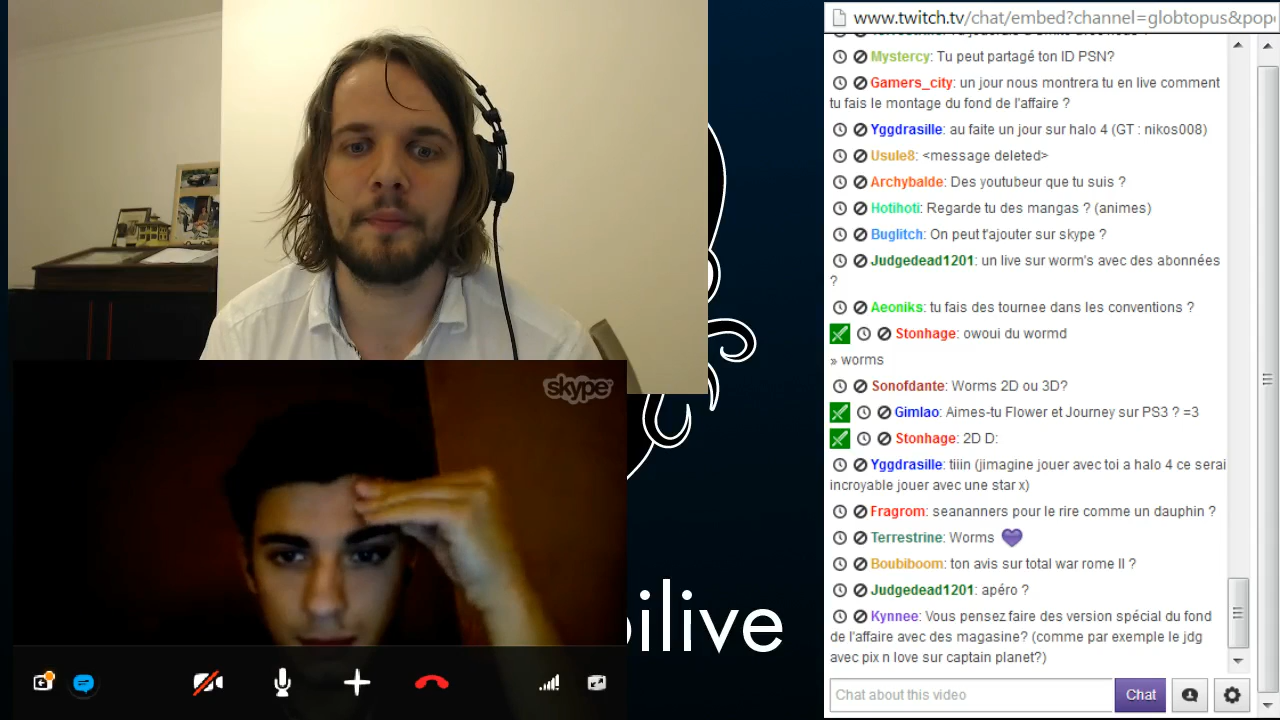 skype
ilive
www.twitch.tv/chat/embed?channel=globtopus&pop
Mystercy: Tu peut partagé ton ID PSN?
Gamers_city: un jour nous montrera tu en live comment
tu fais le montage du fond de l'affaire ?
Yggdrasille: au faite un jour sur halo 4 (GT : nikos008)
Usule8: <message deleted>
Archybalde: Des youtubeur que tu suis ?
Hotihoti: Regarde tu des mangas ? (animes)
Buglitch: On peut t'ajouter sur skype ?
Judgedead1201: un live sur worm's avec des abonnées
?
Aeoniks: tu fais des tournee dans les conventions ?
Stonhage: owoui du wormd
» worms
Sonofdante: Worms 2D ou 3D?
Gimlao: Aimes-tu Flower et Journey sur PS3 ? =3
Stonhage: 2D D:
Yggdrasille: tiiin (jimagine jouer avec toi a halo 4 ce serai
incroyable jouer avec une star x)
Fragrom: seananners pour le rire comme un dauphin ?
Terrestrine: Worms
Boubiboom: ton avis sur total war rome II ?
Judgedead1201: apéro ?
Kynnee: Vous pensez faire des version spécial du fond
de l'affaire avec des magasine? (comme par exemple le jdg
avec pix n love sur captain planet?)
Chat about this video
Chat